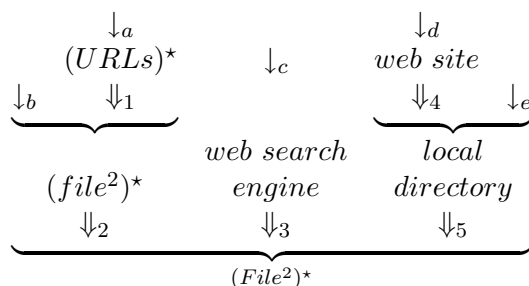 ↓a ↓d
(URLs)* ↓c web site
↓b ⇓1 ⇓4 ↓e
web search local
(file²)* engine directory
⇓2 ⇓3 ⇓5
(File²)*